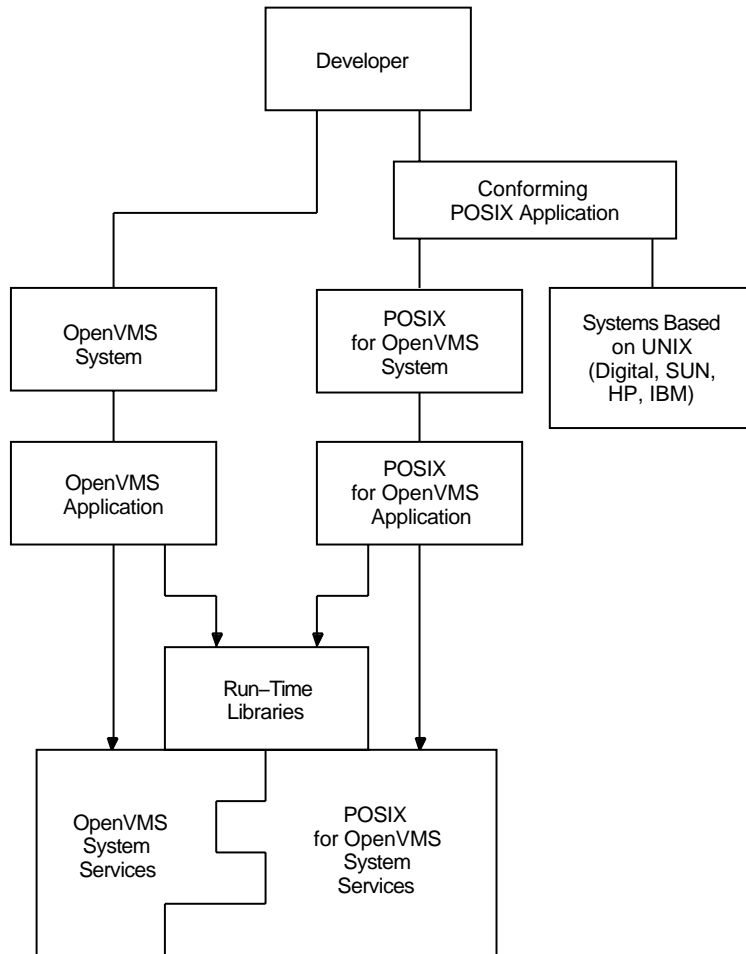 Developer
Conforming
POSIX Application
OpenVMS
System
POSIX
for OpenVMS
System
Systems Based
on UNIX
(Digital, SUN,
HP, IBM)
OpenVMS
Application
POSIX
for OpenVMS
Application
Run–Time
Libraries
OpenVMS
System
Services
POSIX
for OpenVMS
System
Services